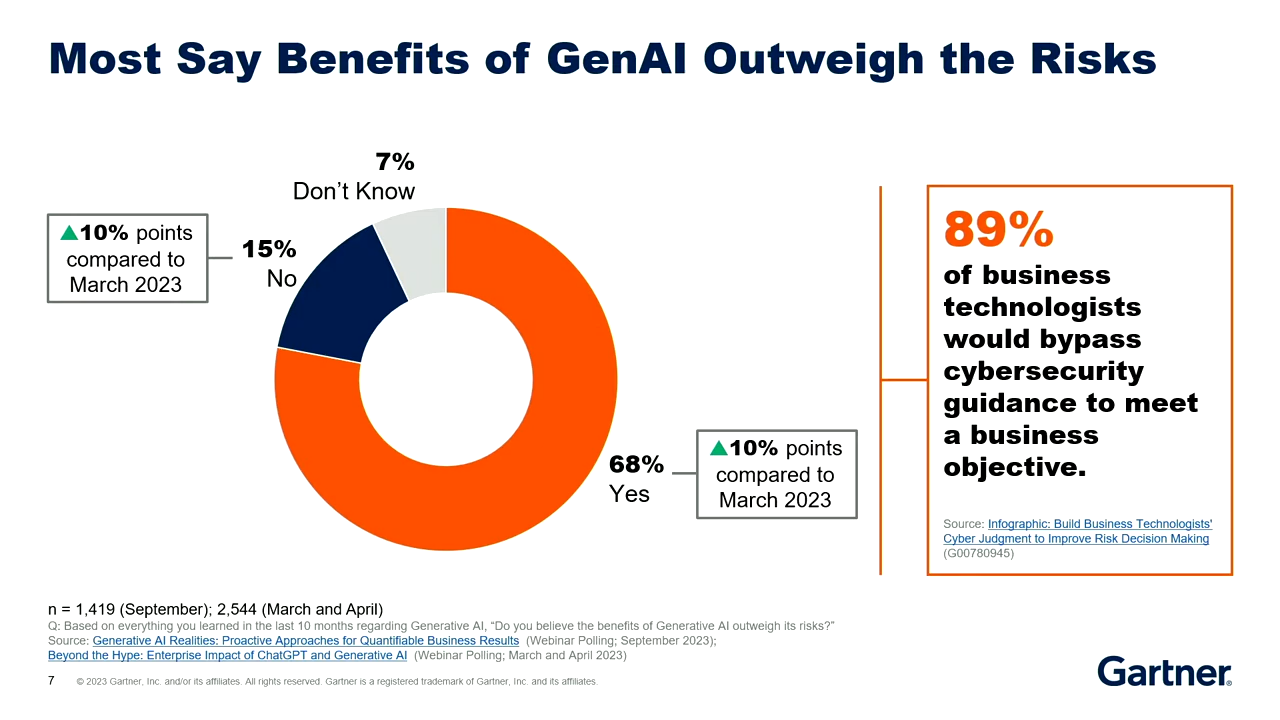 Most Say Benefits of GenAI Outweigh the Risks
7%
Don’t Know
▲10% points
compared to
March 2023
15%
No
68%
Yes
▲10% points
compared to
March 2023
89%
of business
technologists
would bypass
cybersecurity
guidance to meet
a business
objective.
Source: Infographic: Build Business Technologists'
Cyber Judgment to Improve Risk Decision Making
(G00780945)
n = 1,419 (September); 2,544 (March and April)
Q: Based on everything you learned in the last 10 months regarding Generative AI, “Do you believe the benefits of Generative AI outweigh its risks?”
Source: Generative AI Realities: Proactive Approaches for Quantifiable Business Results (Webinar Polling; September 2023);
Beyond the Hype: Enterprise Impact of ChatGPT and Generative AI (Webinar Polling; March and April 2023)
7 © 2023 Gartner, Inc. and/or its affiliates. All rights reserved. Gartner is a registered trademark of Gartner, Inc. and its affiliates.
Gartner®